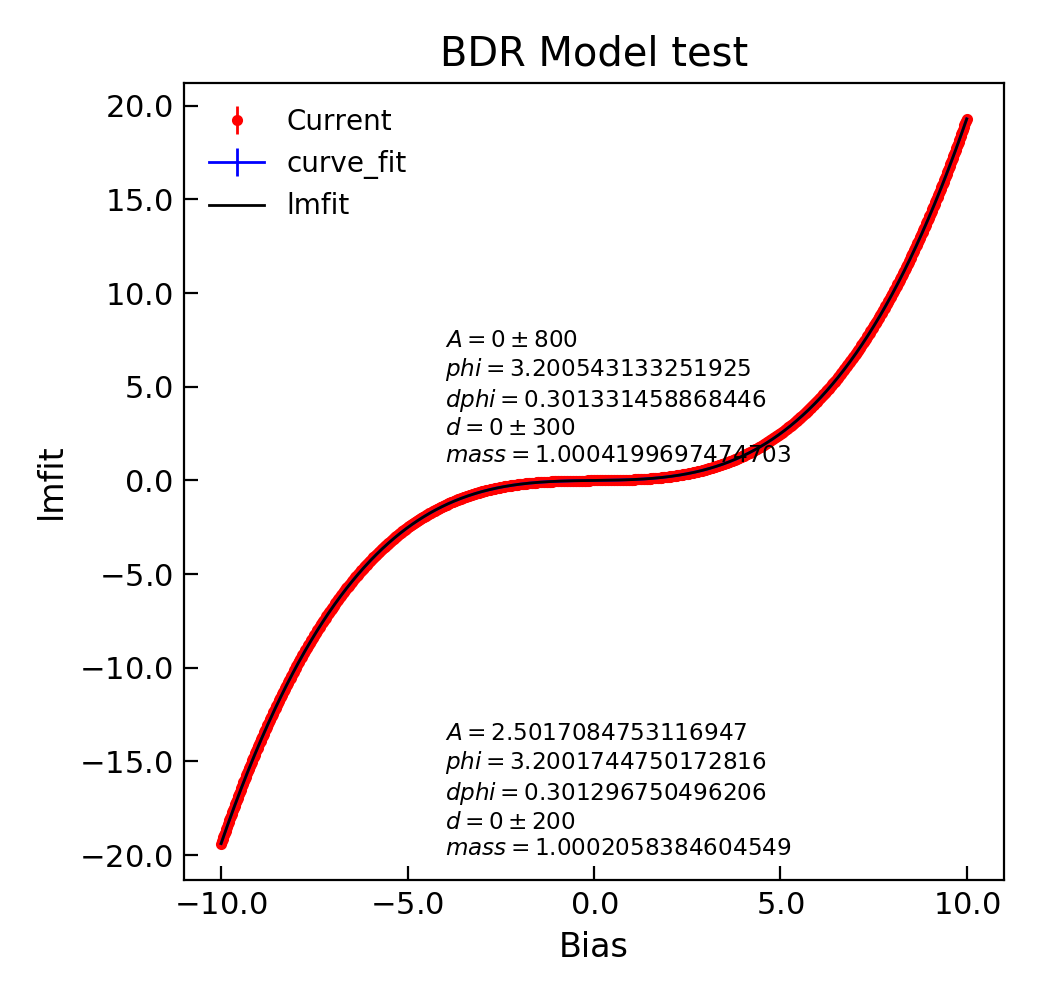 BDR Model test
20.0
15.0
10.0
5.0
0.0
−5.0
−10.0
−15.0
−20.0
lmfit
Current
curve_fit
lmfit
A = 0 ± 800
phi = 3.200543133251925
dphi = 0.301331458868446
d = 0 ± 300
mass = 1.0004199697474703
A = 2.5017084753116947
phi = 3.2001744750172816
dphi = 0.301296750496206
d = 0 ± 200
mass = 1.0002058384604549
−10.0 −5.0 0.0 5.0 10.0
Bias